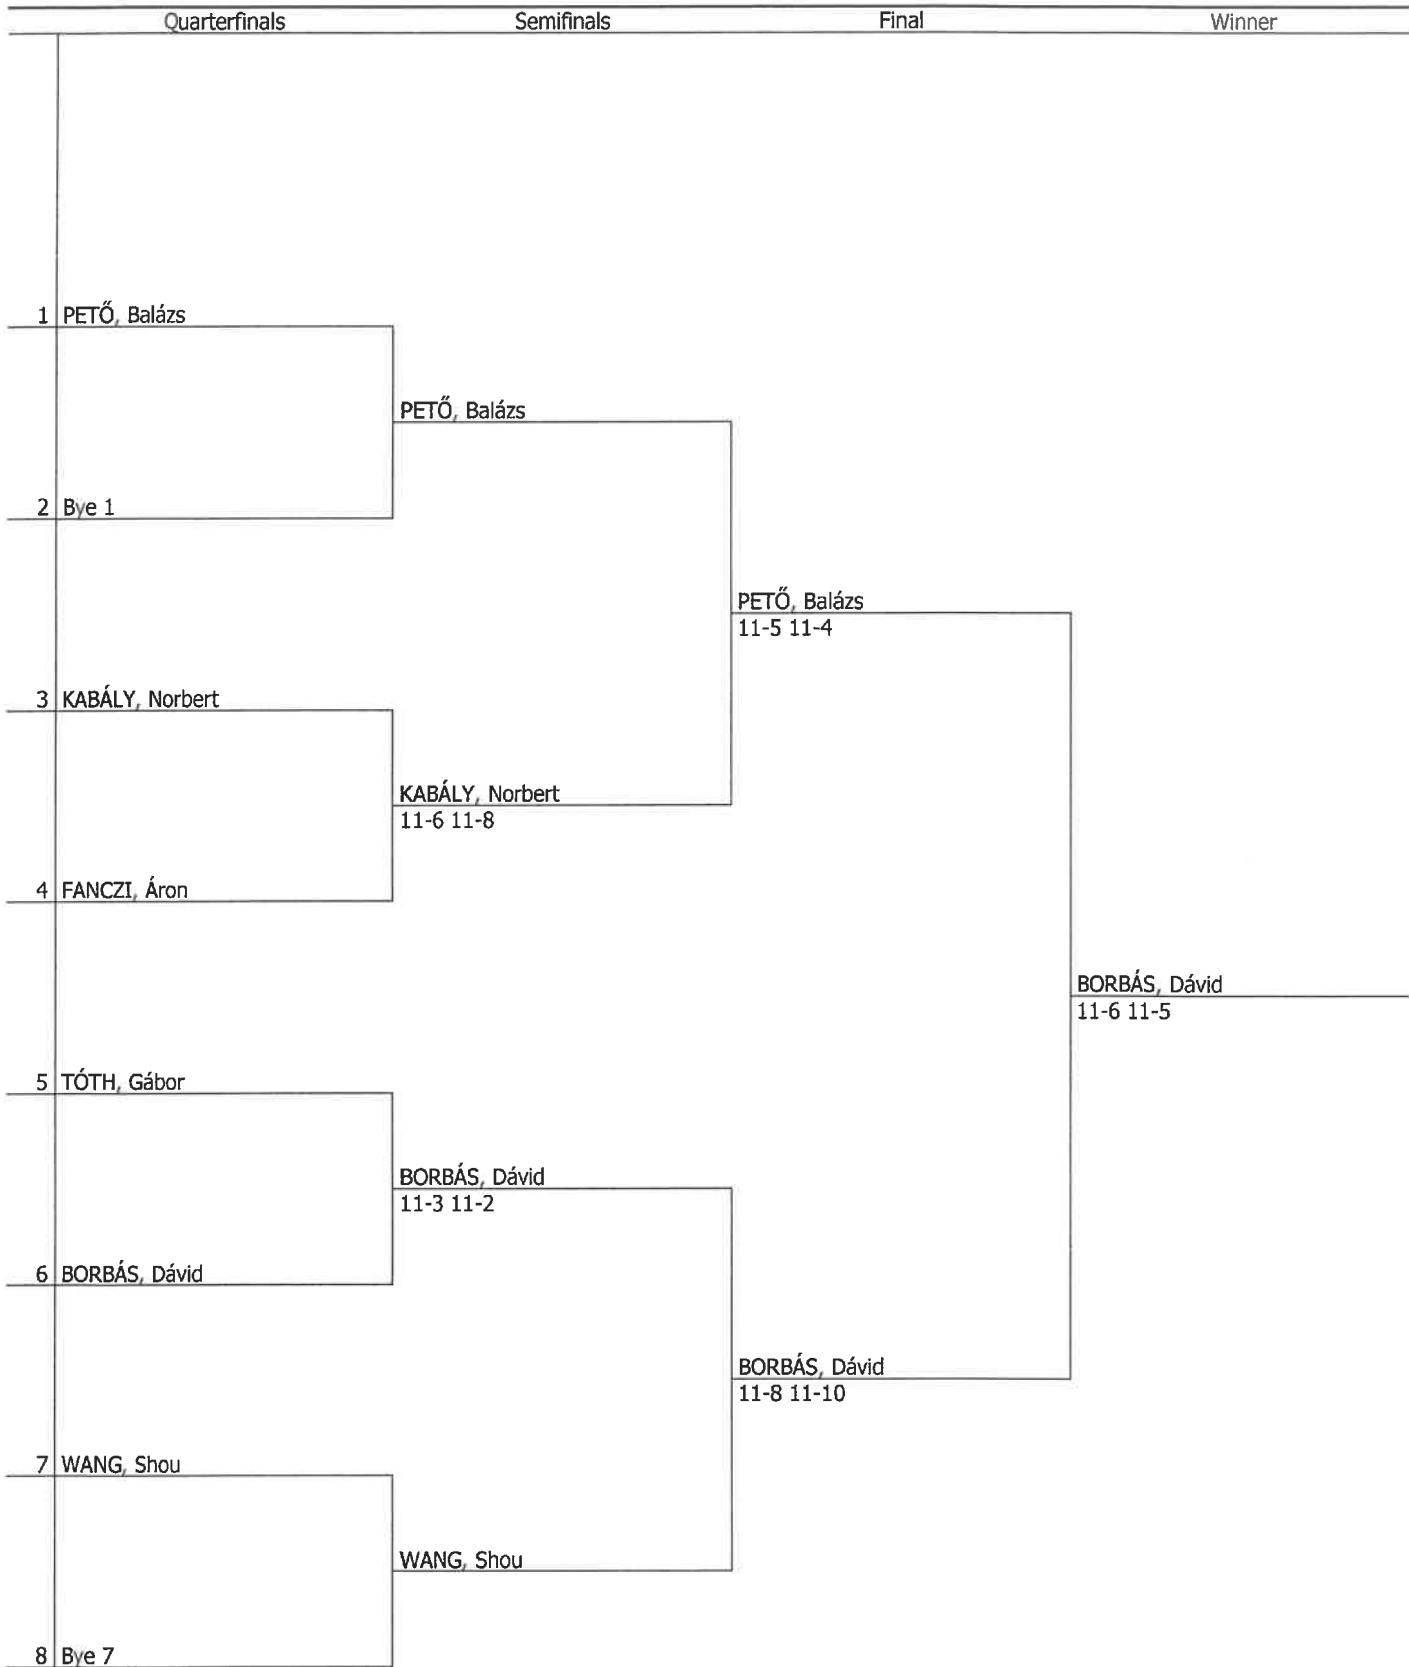 Quarterfinals Semifinals Final Winner
1 PETŐ, Balázs
PETŐ, Balázs
2 Bye 1
PETŐ, Balázs
11-5 11-4
3 KABÁLY, Norbert
KABÁLY, Norbert
11-6 11-8
4 FANCZI, Áron
BORBÁS, Dávid
11-6 11-5
5 TÓTH, Gábor
BORBÁS, Dávid
11-3 11-2
6 BORBÁS, Dávid
BORBÁS, Dávid
11-8 11-10
7 WANG, Shou
WANG, Shou
8 Bye 7